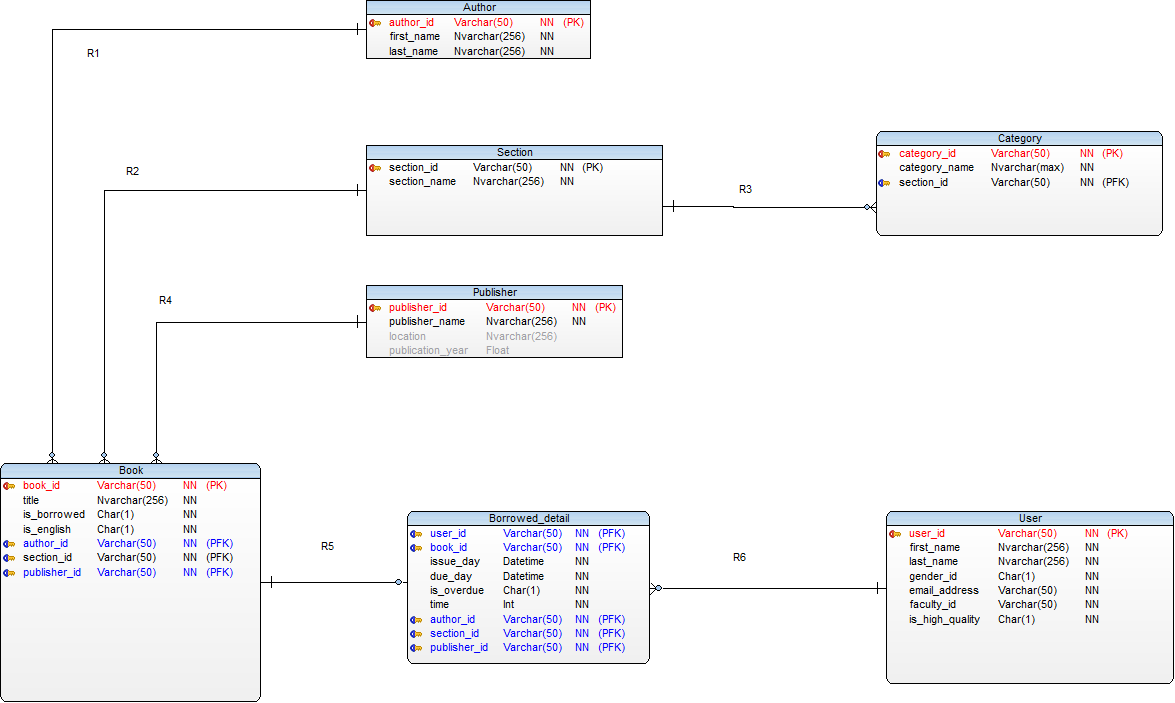 Author
author_id Varchar(50) NN (PK)
first_name Nvarchar(256) NN
last_name Nvarchar(256) NN
R1
Category
category_id Varchar(50) NN (PK)
category_name Nvarchar(max) NN
section_id Varchar(50) NN (PFK)
Section
section_id Varchar(50) NN (PK)
section_name Nvarchar(256) NN
R2
R3
Publisher
publisher_id Varchar(50) NN (PK)
publisher_name Nvarchar(256) NN
location Nvarchar(256)
publication_year Float
R4
Book
book_id Varchar(50) NN (PK)
title Nvarchar(256) NN
is_borrowed Char(1) NN
is_english Char(1) NN
author_id Varchar(50) NN (PFK)
section_id Varchar(50) NN (PFK)
publisher_id Varchar(50) NN (PFK)
R5
Borrowed_detail
user_id Varchar(50) NN (PFK)
book_id Varchar(50) NN (PFK)
issue_day Datetime NN
due_day Datetime NN
is_overdue Char(1) NN
time Int NN
author_id Varchar(50) NN (PFK)
section_id Varchar(50) NN (PFK)
publisher_id Varchar(50) NN (PFK)
R6
User
user_id Varchar(50) NN (PK)
first_name Nvarchar(256) NN
last_name Nvarchar(256) NN
gender_id Char(1) NN
email_address Varchar(50) NN
faculty_id Varchar(50) NN
is_high_quality Char(1) NN